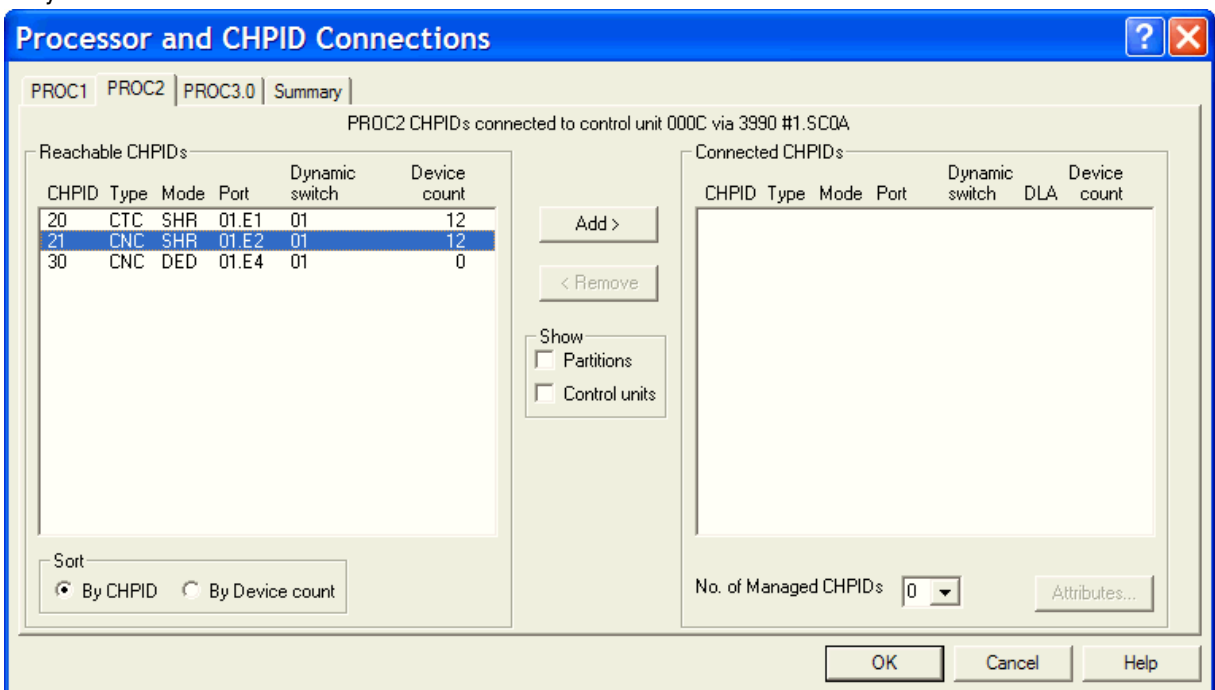 Processor and CHPID Connections
PROC1 PROC2 PROC3.0 Summary
PROC2 CHPIDs connected to control unit 000C via 3990 #1.SC0A
Reachable CHPIDs
CHPID Type Mode Port Dynamic switch Device count
20 CTC SHR 01.E1 01 12
21 CNC SHR 01.E2 01 12
30 CNC DED 01.E4 01 0
Sort
By CHPID By Device count
Add >
< Remove
Show
Partitions
Control units
Connected CHPIDs
CHPID Type Mode Port Dynamic switch DLA Device count
No. of Managed CHPIDs 0
Attributes...
OK Cancel Help